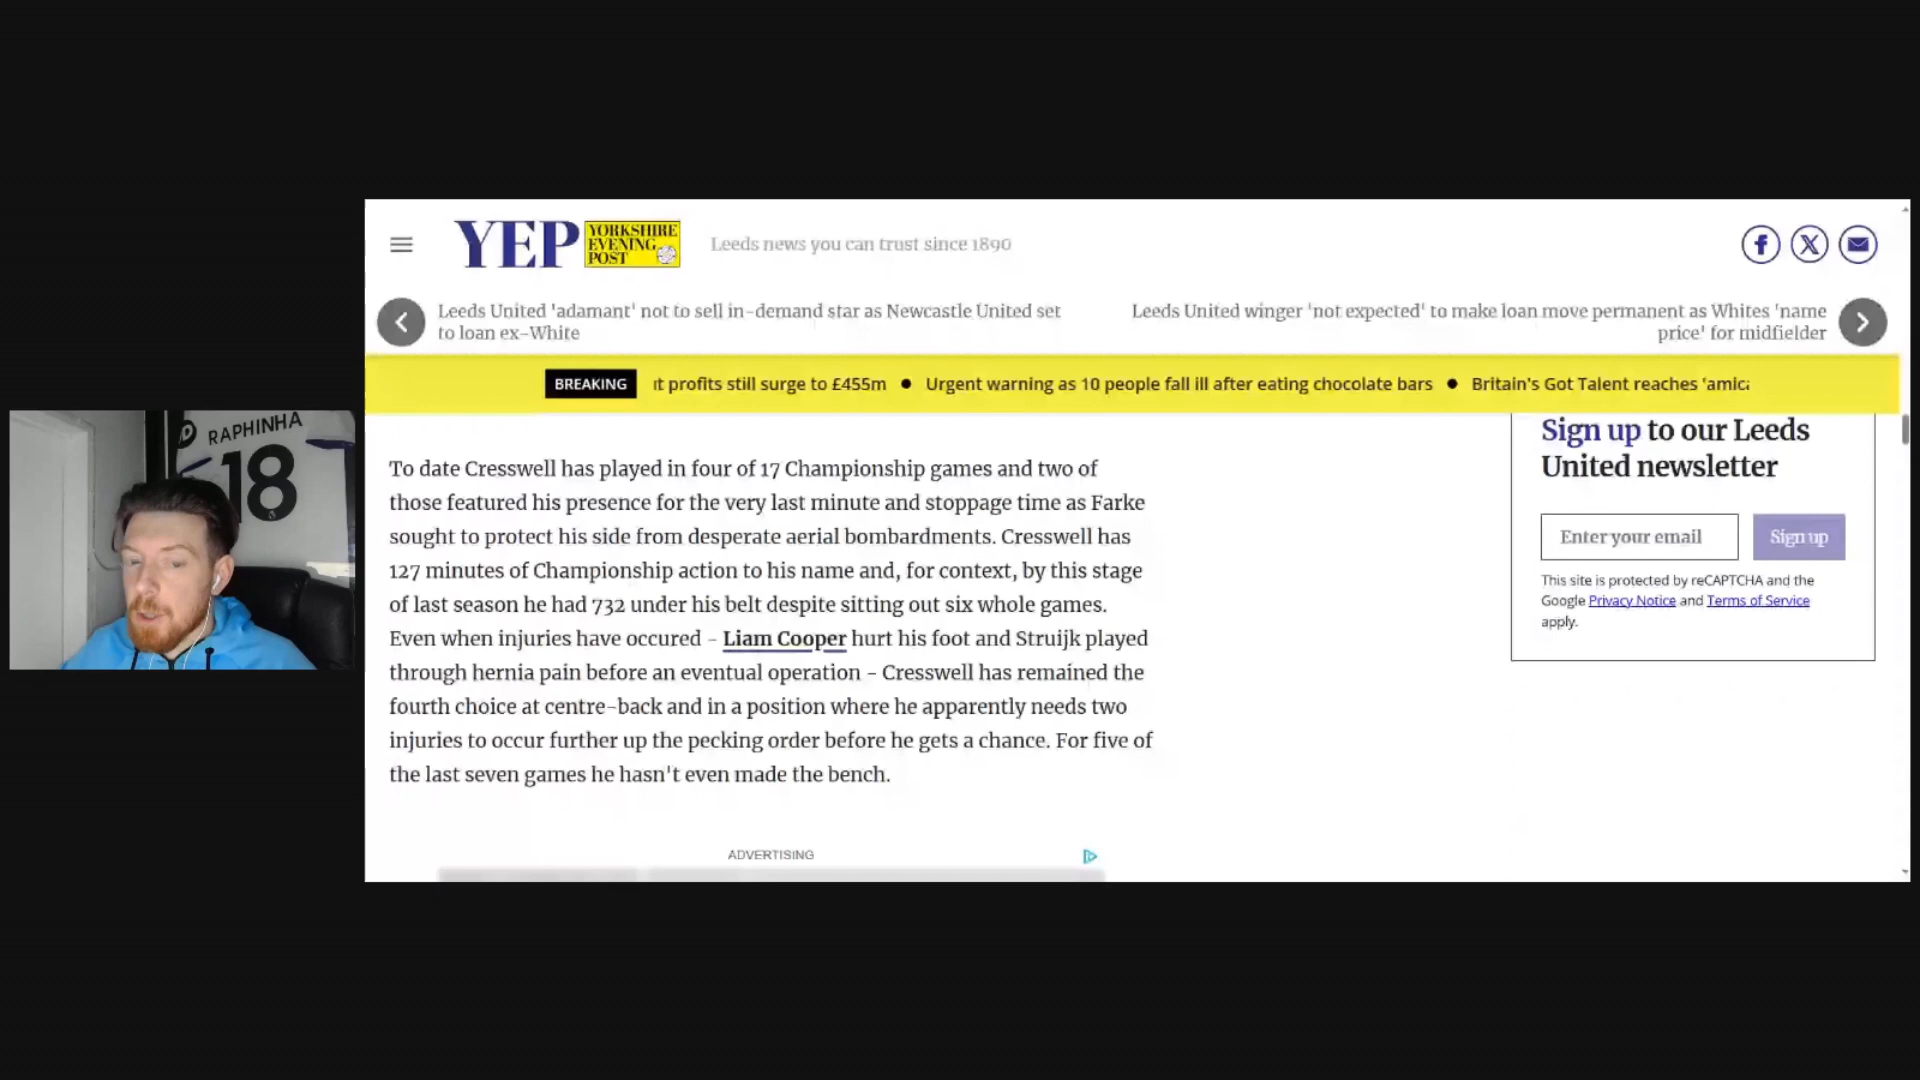 YEP YORKSHIRE EVENING POST
Leeds news you can trust since 1890
Leeds United 'adamant' not to sell in-demand star as Newcastle United set
to loan ex-White
Leeds United winger 'not expected' to make loan move permanent as Whites 'name
price' for midfielder
BREAKING
profits still surge to £455m ● Urgent warning as 10 people fall ill after eating chocolate bars ● Britain's Got Talent reaches
RAPHINHA
18
To date Cresswell has played in four of 17 Championship games and two of
those featured his presence for the very last minute and stoppage time as Farke
sought to protect his side from desperate aerial bombardments. Cresswell has
127 minutes of Championship action to his name and, for context, by this stage
of last season he had 732 under his belt despite sitting out six whole games.
Even when injuries have occured - Liam Cooper hurt his foot and Struijk played
through hernia pain before an eventual operation - Cresswell has remained the
fourth choice at centre-back and in a position where he apparently needs two
injuries to occur further up the pecking order before he gets a chance. For five of
the last seven games he hasn't even made the bench.
Sign up to our Leeds
United newsletter
Enter your email
Sign up
This site is protected by reCAPTCHA and the
Google Privacy Notice and Terms of Service
apply.
ADVERTISING